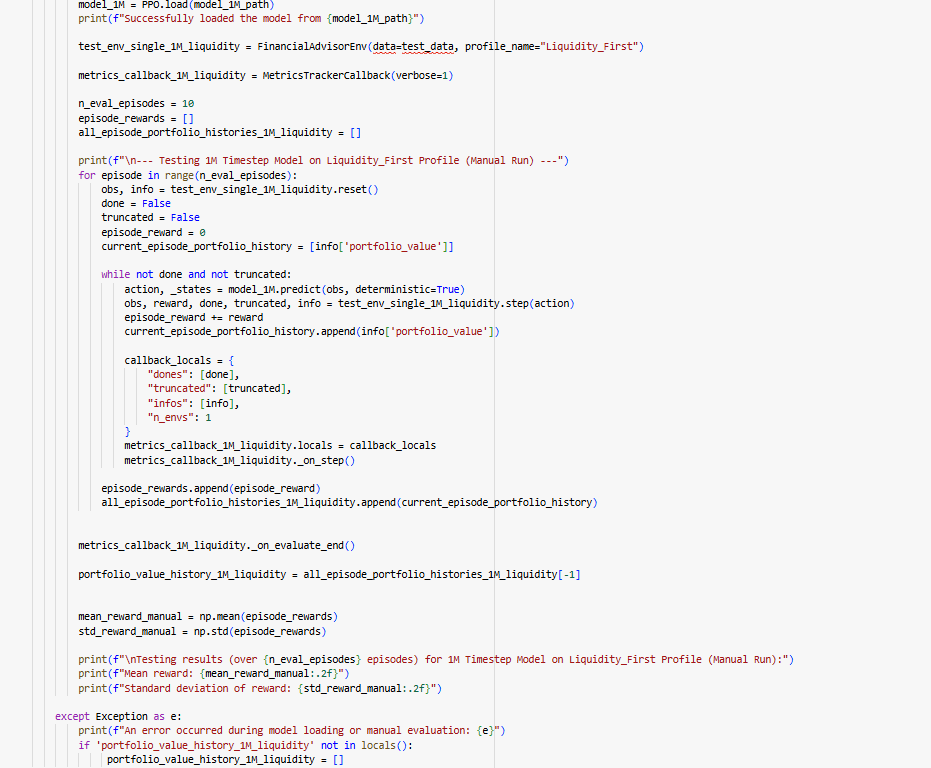 model_1M = PPO.load(model_1M_path)
print(f"Successfully loaded the model from {model_1M_path}")
test_env_single_1M_liquidity = FinancialAdvisorEnv(data=test_data, profile_name="Liquidity_First")
metrics_callback_1M_liquidity = MetricsTrackerCallback(verbose=1)
n_eval_episodes = 10
episode_rewards = []
all_episode_portfolio_histories_1M_liquidity = []
print(f"\n--- Testing 1M Timestep Model on Liquidity_First Profile (Manual Run) ---")
for episode in range(n_eval_episodes):
obs, info = test_env_single_1M_liquidity.reset()
done = False
truncated = False
episode_reward = 0
current_episode_portfolio_history = [info['portfolio_value']]
while not done and not truncated:
action, _states = model_1M.predict(obs, deterministic=True)
obs, reward, done, truncated, info = test_env_single_1M_liquidity.step(action)
episode_reward += reward
current_episode_portfolio_history.append(info['portfolio_value'])
callback_locals = {
"dones": [done],
"truncated": [truncated],
"infos": [info],
"n_envs": 1
}
metrics_callback_1M_liquidity.locals = callback_locals
metrics_callback_1M_liquidity._on_step()
episode_rewards.append(episode_reward)
all_episode_portfolio_histories_1M_liquidity.append(current_episode_portfolio_history)
metrics_callback_1M_liquidity._on_evaluate_end()
portfolio_value_history_1M_liquidity = all_episode_portfolio_histories_1M_liquidity[-1]
mean_reward_manual = np.mean(episode_rewards)
std_reward_manual = np.std(episode_rewards)
print(f"\nTesting results (over {n_eval_episodes} episodes) for 1M Timestep Model on Liquidity_First Profile (Manual Run):")
print(f"Mean reward: {mean_reward_manual:.2f}")
print(f"Standard deviation of reward: {std_reward_manual:.2f}")
except Exception as e:
print(f"An error occurred during model loading or manual evaluation: {e}")
if 'portfolio_value_history_1M_liquidity' not in locals():
portfolio_value_history_1M_liquidity = []